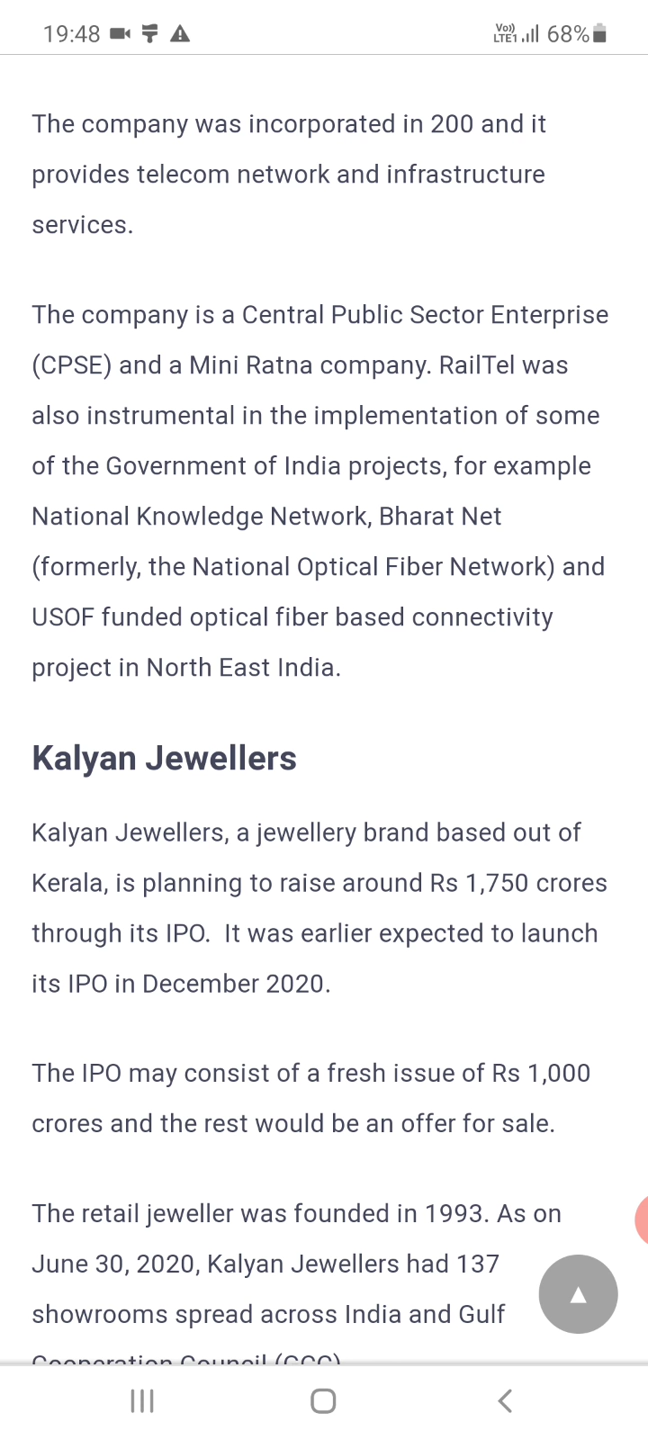 19:48
Vo)) LTE1 68%
The company was incorporated in 200 and it
provides telecom network and infrastructure
services.
The company is a Central Public Sector Enterprise
(CPSE) and a Mini Ratna company. RailTel was
also instrumental in the implementation of some
of the Government of India projects, for example
National Knowledge Network, Bharat Net
(formerly, the National Optical Fiber Network) and
USOF funded optical fiber based connectivity
project in North East India.
Kalyan Jewellers
Kalyan Jewellers, a jewellery brand based out of
Kerala, is planning to raise around Rs 1,750 crores
through its IPO.  It was earlier expected to launch
its IPO in December 2020.
The IPO may consist of a fresh issue of Rs 1,000
crores and the rest would be an offer for sale.
The retail jeweller was founded in 1993. As on
June 30, 2020, Kalyan Jewellers had 137
showrooms spread across India and Gulf
Cooperation Council (GCC)